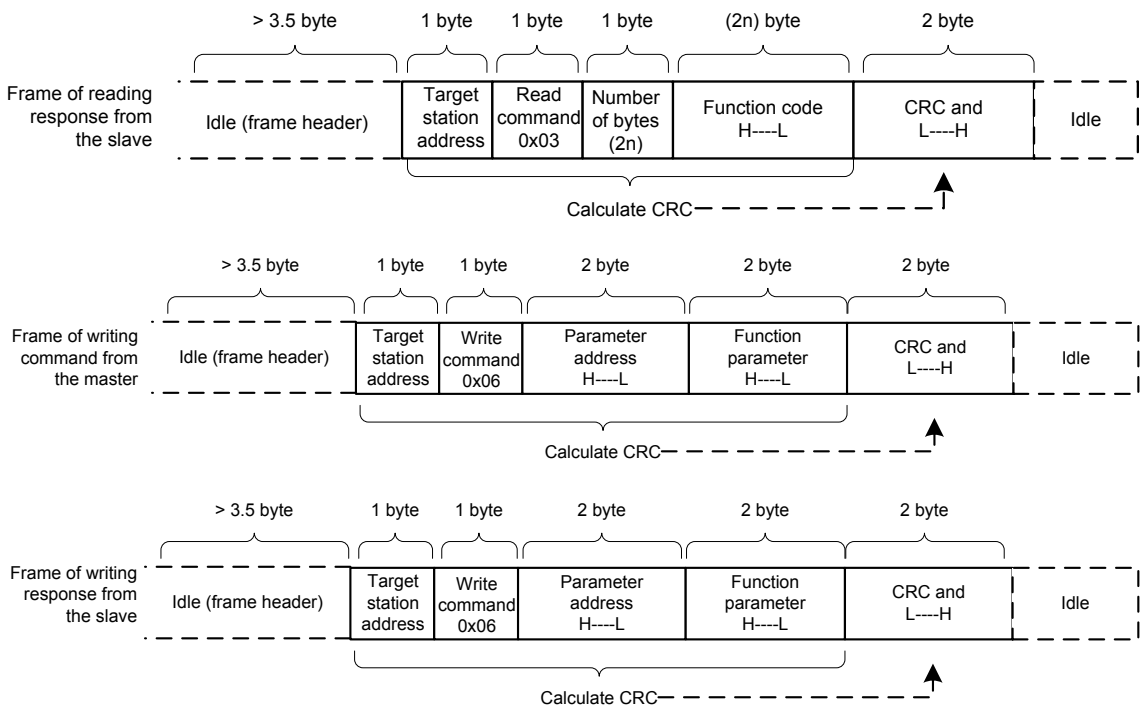 > 3.5 byte 1 byte 1 byte 1 byte (2n) byte 2 byte
Frame of reading
response from
the slave
Idle (frame header)
Target
station
address
Read
command
0x03
Number
of bytes
(2n)
Function code
H----L
CRC and
L----H
Idle
Calculate CRC
> 3.5 byte 1 byte 1 byte 2 byte 2 byte 2 byte
Frame of writing
command from
the master
Idle (frame header)
Target
station
address
Write
command
0x06
Parameter
address
H----L
Function
parameter
H----L
CRC and
L----H
Idle
Calculate CRC
> 3.5 byte 1 byte 1 byte 2 byte 2 byte 2 byte
Frame of writing
response from
the slave
Idle (frame header)
Target
station
address
Write
command
0x06
Parameter
address
H----L
Function
parameter
H----L
CRC and
L----H
Idle
Calculate CRC